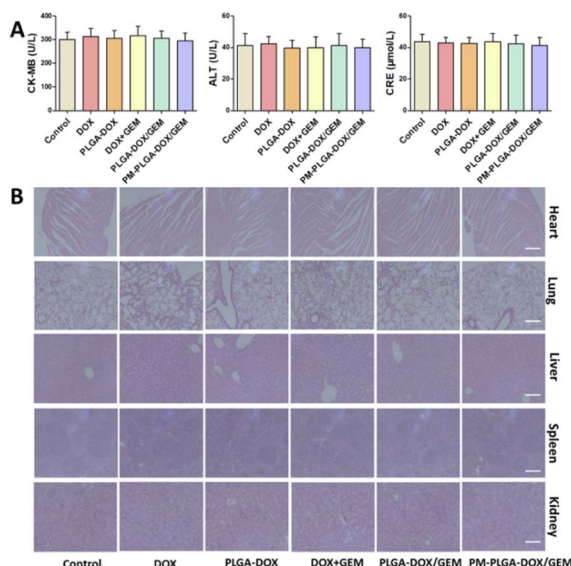 A
CK-MB (U/L)
400
300
200
100
0
Control
DOX
PLGA-DOX
DOX+GEM
PLGA-DOX/GEM
PM-PLGA-DOX/GEM
ALT (U/L)
60
40
20
0
Control
DOX
PLGA-DOX
DOX+GEM
PLGA-DOX/GEM
PM-PLGA-DOX/GEM
CRE (μmol/L)
60
40
20
0
Control
DOX
PLGA-DOX
DOX+GEM
PLGA-DOX/GEM
PM-PLGA-DOX/GEM
B
Heart
Lung
Liver
Spleen
Kidney
Control DOX PLGA-DOX DOX+GEM PLGA-DOX/GEM PM-PLGA-DOX/GEM